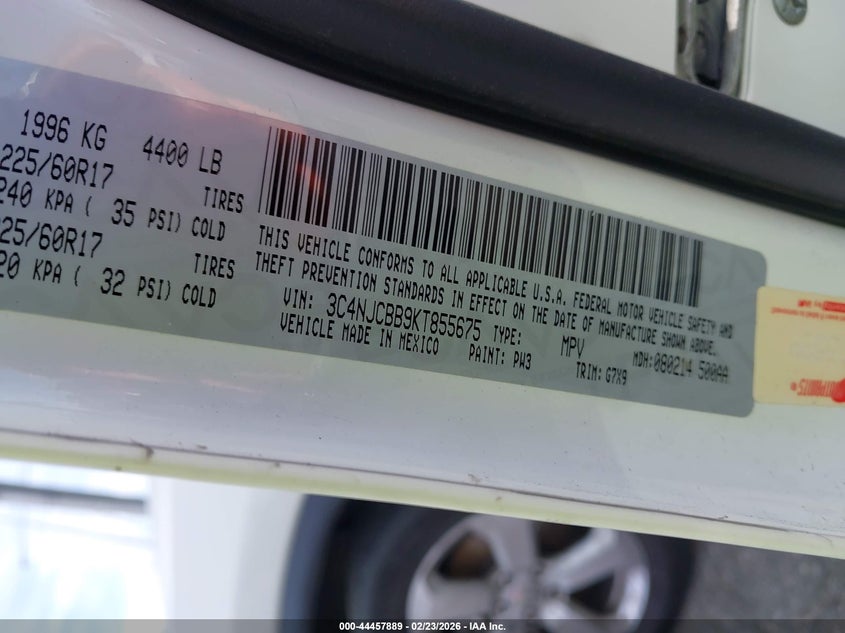 1996 KG 4400 LB
225/60R17 TIRES
240 KPA ( 35 PSI) COLD
225/60R17 TIRES
20 KPA ( 32 PSI) COLD
THIS VEHICLE CONFORMS TO ALL APPLICABLE U.S.A. FEDERAL MOTOR VEHICLE SAFETY AND
THEFT PREVENTION STANDARDS IN EFFECT ON THE DATE OF MANUFACTURE SHOWN ABOVE.
VIN: 3C4NJCBB9KT855675 TYPE: MPV MDH:080214 500AA
VEHICLE MADE IN MEXICO PAINT: PW3 TRIM: G7X9
000-44457889 | 02/23/2026 - IAA Inc.